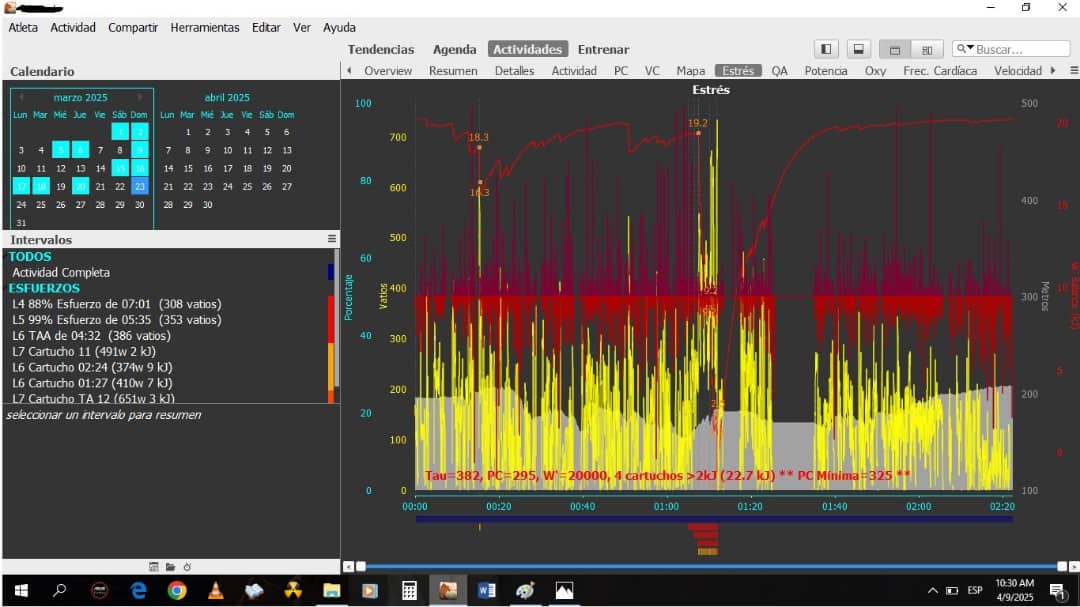 Atleta Actividad Compartir Herramientas Editar Ver Ayuda
Tendencias Agenda Actividades Entrenar
Buscar...
Calendario
Overview Resumen Detalles Actividad PC VC Mapa Estrés QA Potencia Oxy Frec. Cardíaca Velocidad
Estrés
marzo 2025
Lun Mar Mié Jue Vie Sáb Dom
1 2
3 4 5 6 7 8 9
10 11 12 13 14 15 16
17 18 19 20 21 22 23
24 25 26 27 28 29 30
31
abril 2025
Lun Mar Mié Jue Vie Sáb Dom
1 2 3 4 5 6
7 8 9 10 11 12 13
14 15 16 17 18 19 20
21 22 23 24 25 26 27
28 29 30
Intervalos
TODOS
Actividad Completa
ESFUERZOS
L4 88% Esfuerzo de 07:01 (308 vatios)
L5 99% Esfuerzo de 05:35 (353 vatios)
L6 TAA de 04:32 (386 vatios)
L7 Cartucho 11 (491w 2 kJ)
L6 Cartucho 02:24 (374w 9 kJ)
L6 Cartucho 01:27 (410w 7 kJ)
L7 Cartucho TA 12 (651w 3 kJ)
seleccionar un intervalo para resumen
100
80
60
40
20
0
Porcentaje
700
600
500
400
300
200
100
0
Vatios
18.3
16.3
19.2
500
400
300
200
100
Metros
20
15
10
5
0
Tau=382, PC=295, W'=20000, 4 cartuchos >2kJ (22.7 kJ) ** PC Mínima=325 **
00:00 00:20 00:40 01:00 01:20 01:40 02:00 02:20
ESP
10:30 AM
4/9/2025
1